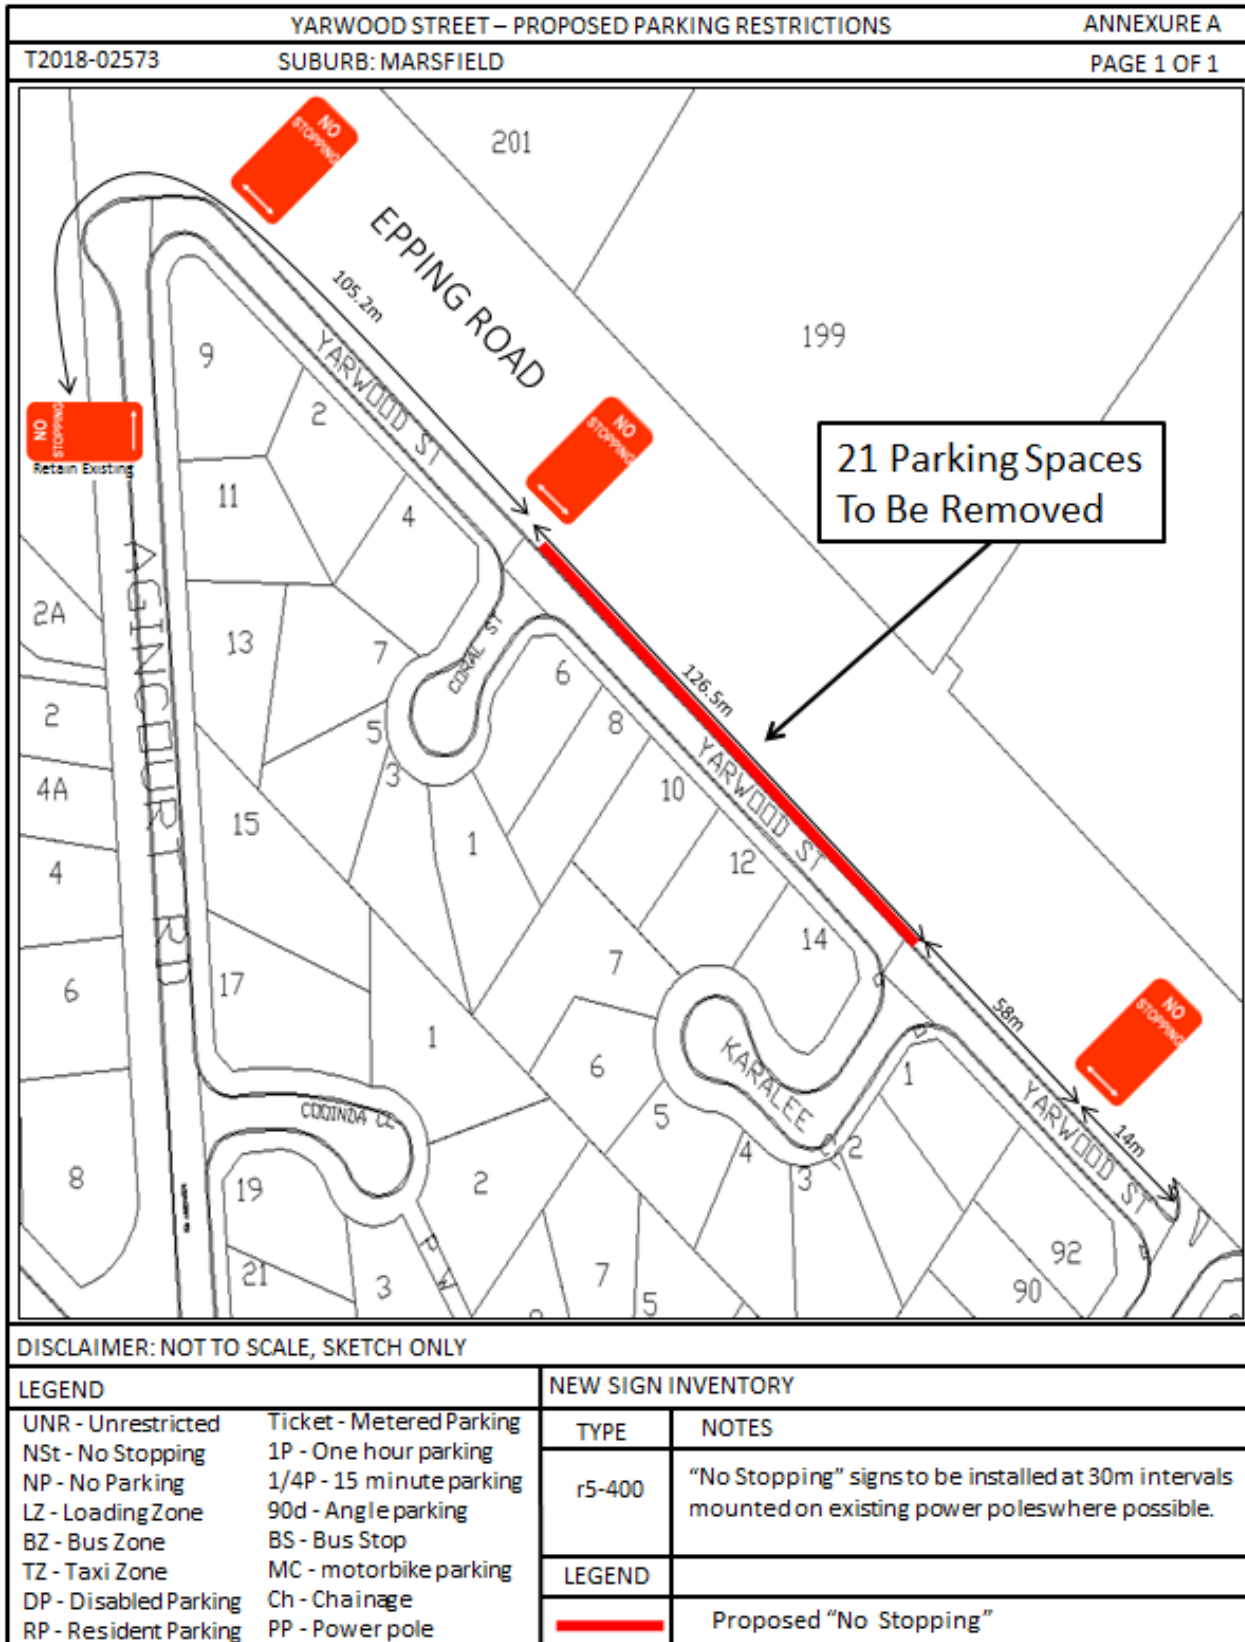 YARWOOD STREET – PROPOSED PARKING RESTRICTIONS
ANNEXURE A
T2018-02573
SUBURB: MARSFIELD
PAGE 1 OF 1
NO
STOPPING
201
EPPING ROAD
105.2m
199
9
YARWOOD ST
2
NO
STOPPING
Retain Existing
NO
STOPPING
21 Parking Spaces
To Be Removed
11
4
AGINCOURT RD
2A
13
7
CORAL ST
6
126.5m
2
5
8
3
YARWOOD ST
4A
10
15
1
12
4
14
7
6
17
58m
NO
STOPPING
1
KARALEE CL
6
1
YARWOOD ST
COOINDA CL
5
14m
4
2
3
8
19
2
P W
92
7
21
3
5
90
DISCLAIMER: NOT TO SCALE, SKETCH ONLY
LEGEND
UNR - Unrestricted
NSt - No Stopping
NP - No Parking
LZ - Loading Zone
BZ - Bus Zone
TZ - Taxi Zone
DP - Disabled Parking
RP - Resident Parking
Ticket - Metered Parking
1P - One hour parking
1/4P - 15 minute parking
90d - Angle parking
BS - Bus Stop
MC - motorbike parking
Ch - Chainage
PP - Power pole
NEW SIGN INVENTORY
TYPE
NOTES
r5-400
“No Stopping” signs to be installed at 30m intervals
mounted on existing power poles where possible.
LEGEND
Proposed “No Stopping”